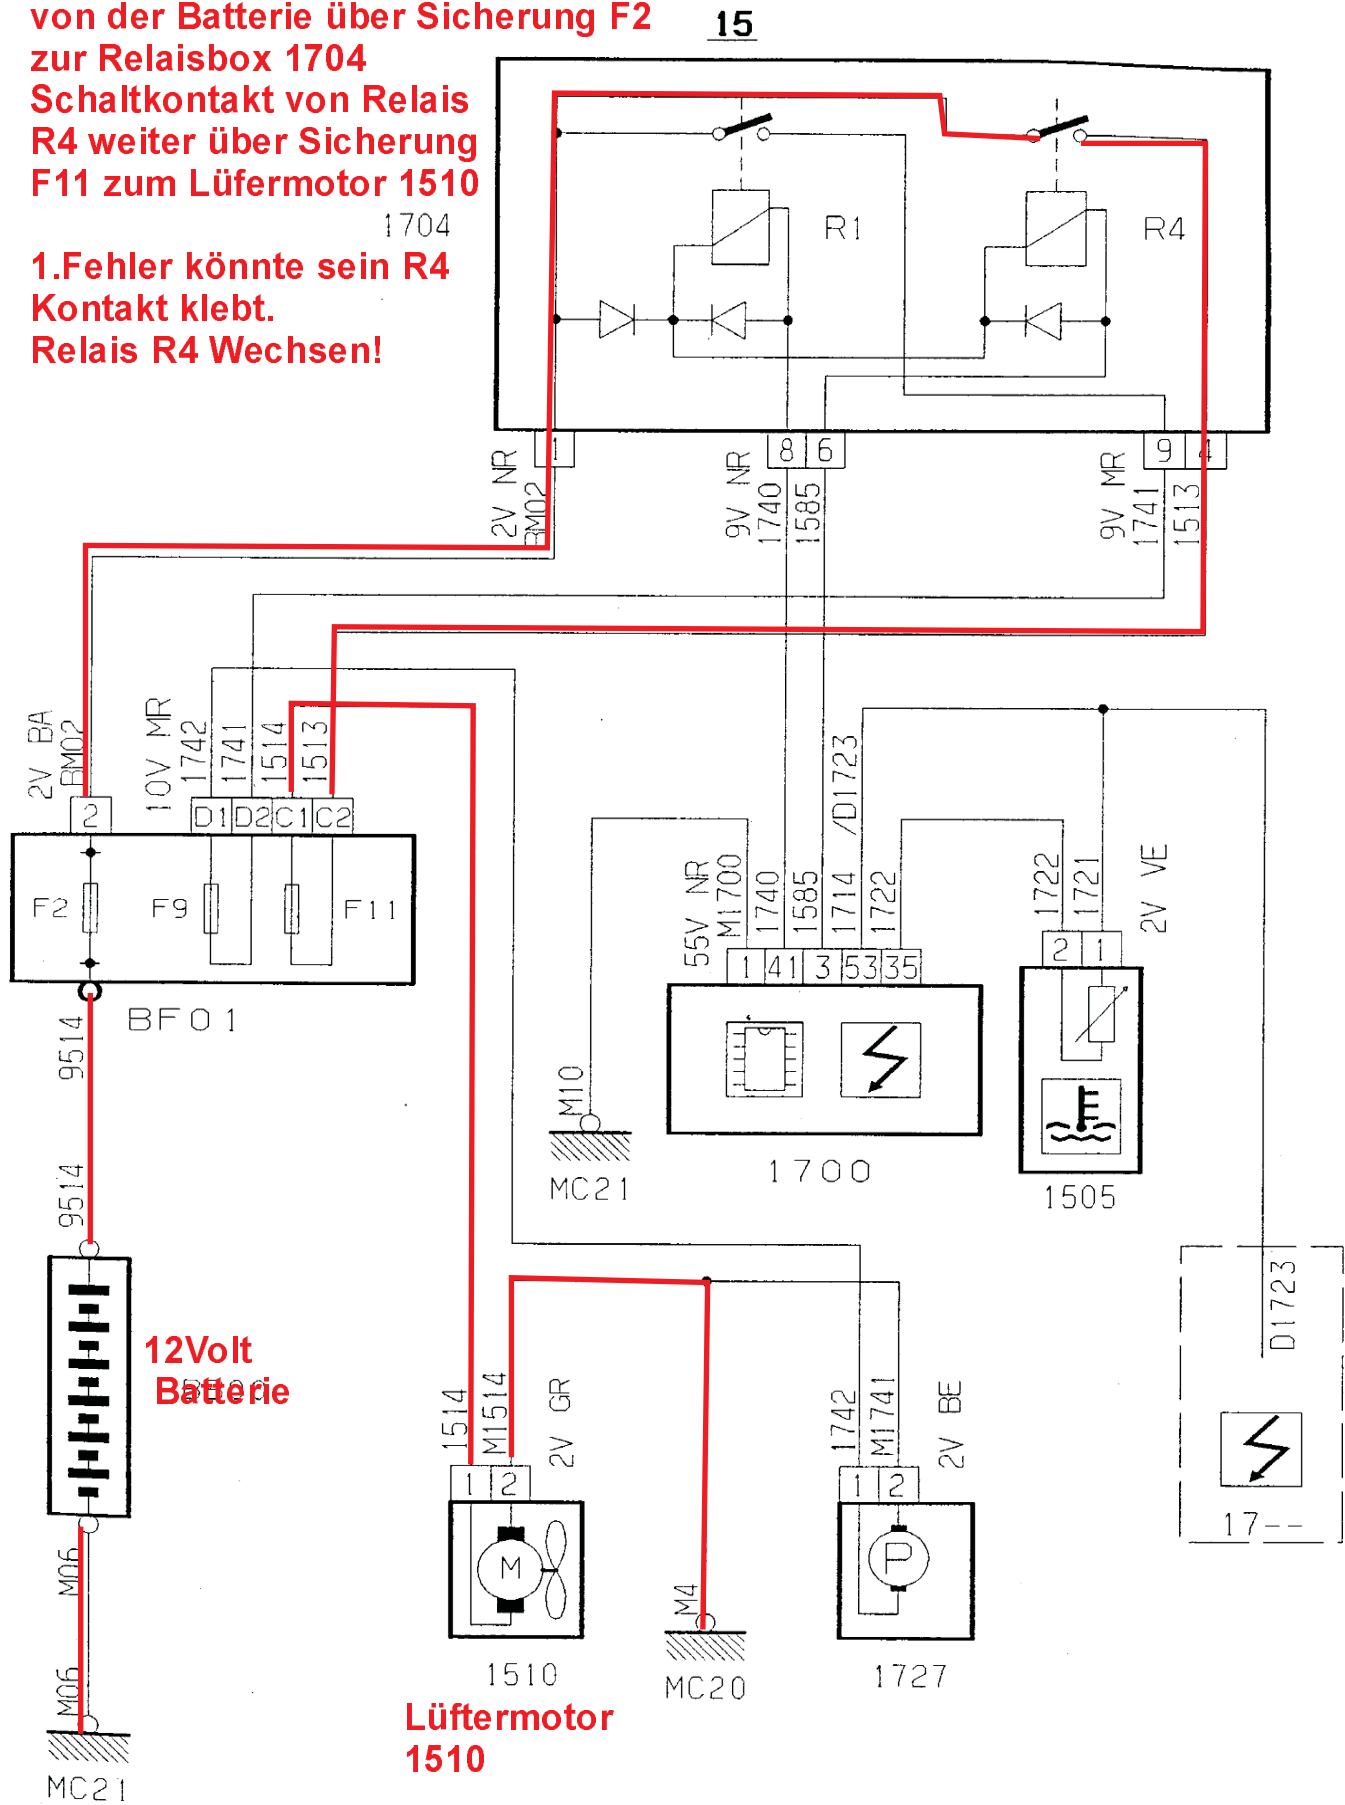 von der Batterie über Sicherung F2
zur Relaisbox 1704
Schaltkontakt von Relais
R4 weiter über Sicherung
F11 zum Lüfermotor 1510
1.Fehler könnte sein R4
Kontakt klebt.
Relais R4 Wechsen!
15
1704
R1
R4
1
8
6
9
4
2V NR
BM02
9V NR
1740
1585
9V MR
1741
1513
2V BA
BM02
10V MR
1742
1741
1514
1513
2
D1
D2
C1
C2
F2
F9
F11
BF01
9514
9514
12Volt
Batterie
M06
M06
MC21
55V NR
M1700
1740
1585
1714 /D1723
1722
1
41
3
53
35
1700
M10
MC21
1722
1721
2V VE
2
1
1505
D1723
17--
1514
M1514
2V GR
1
2
M
1510
Lüftermotor
1510
M4
MC20
1742
M1741
2V BE
1
2
P
1727